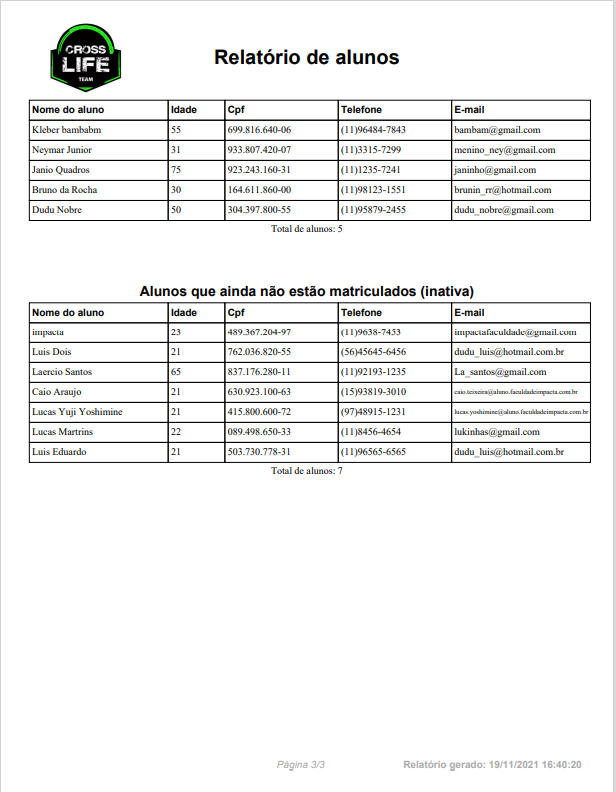 CROSS
LIFE
TEAM
Relatório de alunos
Nome do aluno Idade Cpf Telefone E-mail
Kleber bambabm 55 699.816.640-06 (11)96484-7843 bambam@gmail.com
Neymar Junior 31 933.807.420-07 (11)3315-7299 menino_ney@gmail.com
Janio Quadros 75 923.243.160-31 (11)1235-7241 janinho@gmail.com
Bruno da Rocha 30 164.611.860-00 (11)98123-1551 brunin_rr@hotmail.com
Dudu Nobre 50 304.397.800-55 (11)95879-2455 dudu_nobre@gmail.com
Total de alunos: 5
Alunos que ainda não estão matriculados (inativa)
Nome do aluno Idade Cpf Telefone E-mail
impacta 23 489.367.204-97 (11)9638-7453 impactafaculdade@gmail.com
Luis Dois 21 762.036.820-55 (56)45645-6456 dudu_luis@hotmail.com.br
Laercio Santos 65 837.176.280-11 (11)92193-1235 La_santos@gmail.com
Caio Araujo 21 630.923.100-63 (15)93819-3010 caio.teixeira@aluno.faculdadeimpacta.com.br
Lucas Yuji Yoshimine 21 415.800.600-72 (97)48915-1231 lucas.yoshimine@aluno.faculdadeimpacta.com.br
Lucas Martrins 22 089.498.650-33 (11)8456-4654 lukinhas@gmail.com
Luis Eduardo 21 503.730.778-31 (11)96565-6565 dudu_luis@hotmail.com.br
Total de alunos: 7
Página 3/3 Relatório gerado: 19/11/2021 16:40:20